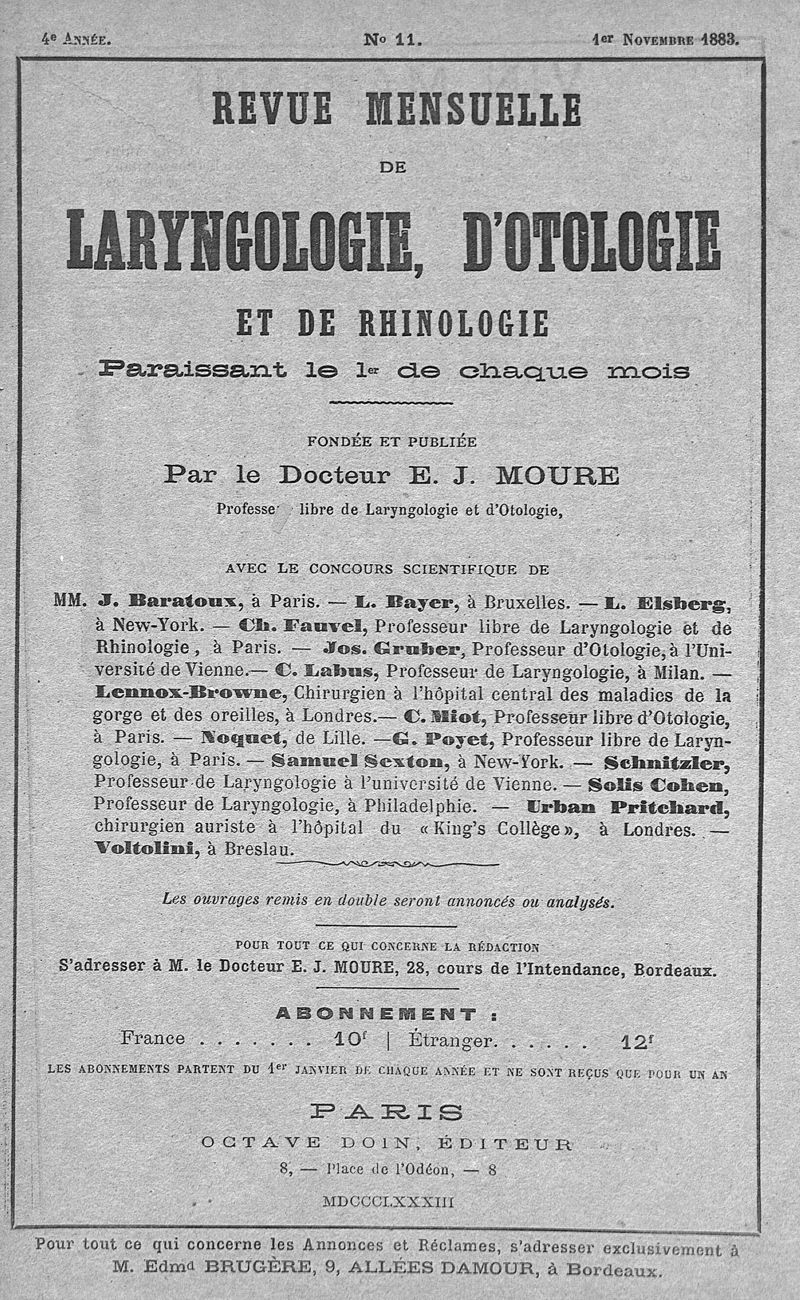 4e ANNÉE. No 11. 1er NOVEMBRE 1883.
REVUE MENSUELLE
DE
LARYNGOLOGIE, D'OTOLOGIE
ET DE RHINOLOGIE
Paraissant le 1er de chaque mois
FONDÉE ET PUBLIÉE
Par le Docteur E. J. MOURE
Professe libre de Laryngologie et d'Otologie,
AVEC LE CONCOURS SCIENTIFIQUE DE
MM. J. Baratoux, à Paris. — L. Bayer, à Bruxelles. — L. Elsberg,
à New-York. — Ch. Fauvel, Professeur libre de Laryngologie et de
Rhinologie, à Paris. — Jos. Gruber, Professeur d'Otologie, à l'Uni-
versité de Vienne. — C. Labus, Professeur de Laryngologie, à Milan. —
Lennox-Browne, Chirurgien à l'hôpital central des maladies de la
gorge et des oreilles, à Londres. — C. Miot, Professeur libre d'Otologie,
à Paris. — Noquet, de Lille. — G. Poyet, Professeur libre de Laryn-
gologie, à Paris. — Samuel Sexton, à New-York. — Schnitzler,
Professeur de Laryngologie à l'université de Vienne. — Solis Cohen,
Professeur de Laryngologie, à Philadelphie. — Urban Pritchard,
chirurgien auriste à l'hôpital du « King's Collège », à Londres. —
Voltolini, à Breslau.
Les ouvrages remis en double seront annoncés ou analysés.
POUR TOUT CE QUI CONCERNE LA RÉDACTION
S'adresser à M. le Docteur E. J. MOURE, 28, cours de l'Intendance, Bordeaux.
ABONNEMENT :
France . . . . . . . 10f | Étranger. . . . . . 12f
LES ABONNEMENTS PARTENT DU 1er JANVIER DE CHAQUE ANNÉE ET NE SONT REÇUS QUE POUR UN AN
PARIS
OCTAVE DOIN, ÉDITEUR
8, — Place de l'Odéon, — 8
MDCCCLXXXIII
Pour tout ce qui concerne les Annonces et Réclames, s'adresser exclusivement à
M. Edmd BRUGÈRE, 9, ALLÉES DAMOUR, à Bordeaux.